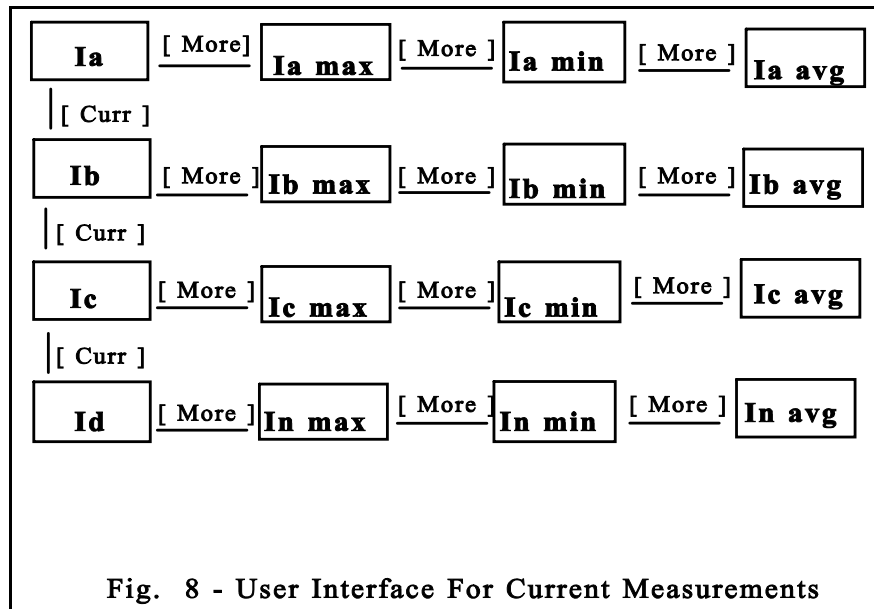 Ia [ More] Ia max [ More ] Ia min [ More ] Ia avg
[ Curr ]
Ib [ More ] Ib max [ More ] Ib min [ More ] Ib avg
[ Curr ]
Ic [ More ] Ic max [ More ] Ic min [ More ] Ic avg
[ Curr ]
Id [ More ] In max [ More ] In min [ More ] In avg
Fig. 8 - User Interface For Current Measurements